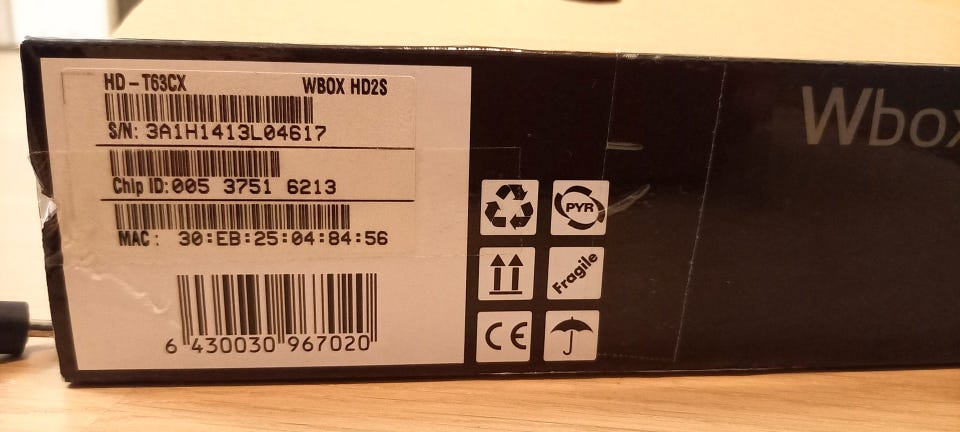 HD-T63CX WBOX HD2S
S/N: 3A1H1413L04617
Chip ID:005 3751 6213
MAC: 30:EB:25:04:84:56
6 430030 967020
PYR
Fragile
CE
Wbox